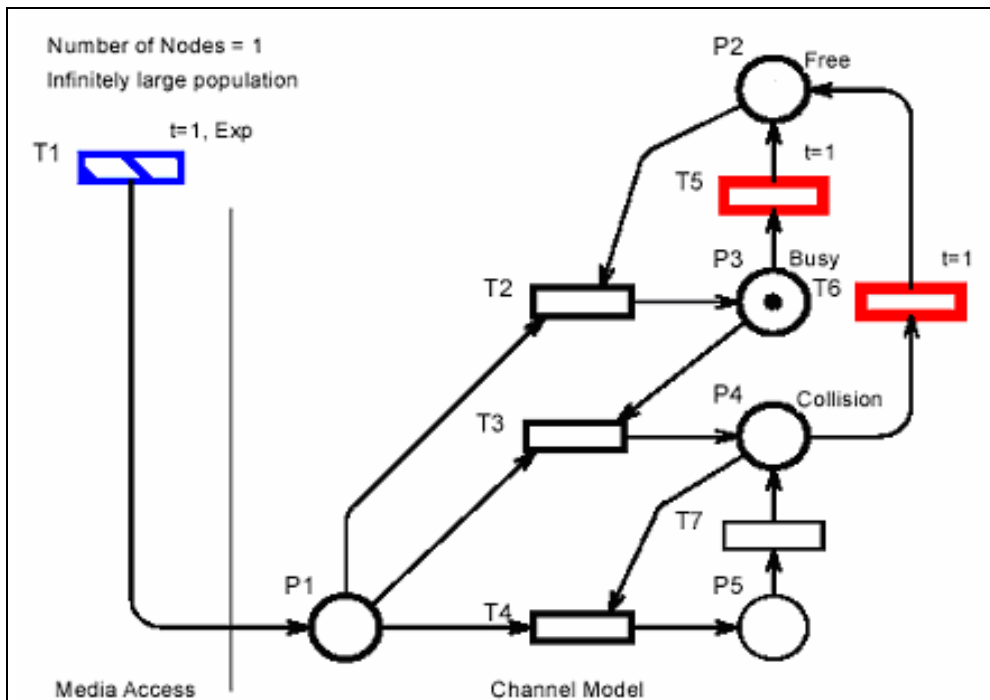 Number of Nodes = 1
Infinitely large population
t=1, Exp
T1
P2
Free
t=1
T5
P3
Busy
T6
t=1
T2
P4
Collision
T3
T7
P1
P5
T4
Media Access
Channel Model